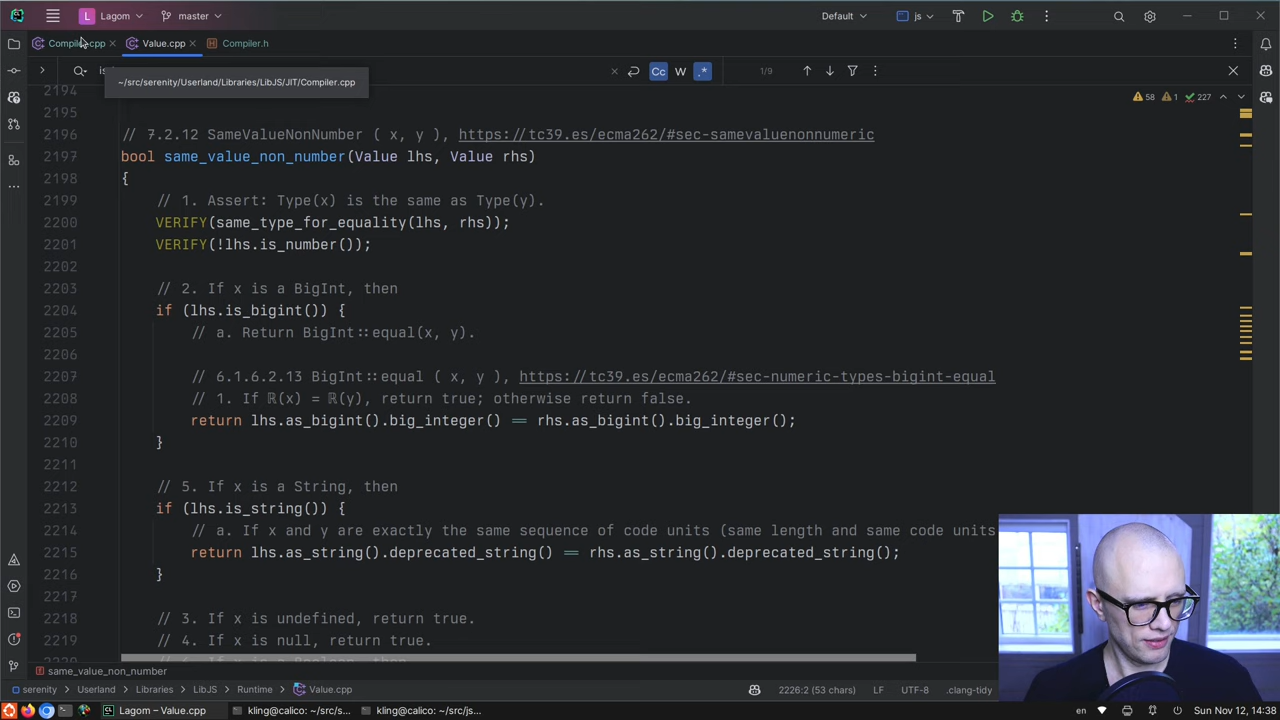 L Lagom master Default js
Compiler.cpp Value.cpp Compiler.h
is Cc W .* 1/9
~/src/serenity/Userland/Libraries/LibJS/JIT/Compiler.cpp
2194
58 1 227
2195
2196 // 7.2.12 SameValueNonNumber ( x, y ), https://tc39.es/ecma262/#sec-samevaluenonnumeric
2197 bool same_value_non_number(Value lhs, Value rhs)
2198 {
2199 // 1. Assert: Type(x) is the same as Type(y).
2200 VERIFY(same_type_for_equality(lhs, rhs));
2201 VERIFY(!lhs.is_number());
2202
2203 // 2. If x is a BigInt, then
2204 if (lhs.is_bigint()) {
2205 // a. Return BigInt::equal(x, y).
2206
2207 // 6.1.6.2.13 BigInt::equal ( x, y ), https://tc39.es/ecma262/#sec-numeric-types-bigint-equal
2208 // 1. If ℝ(x) = ℝ(y), return true; otherwise return false.
2209 return lhs.as_bigint().big_integer() == rhs.as_bigint().big_integer();
2210 }
2211
2212 // 5. If x is a String, then
2213 if (lhs.is_string()) {
2214 // a. If x and y are exactly the same sequence of code units (same length and same code units
2215 return lhs.as_string().deprecated_string() == rhs.as_string().deprecated_string();
2216 }
2217
2218 // 3. If x is undefined, return true.
2219 // 4. If x is null, return true.
same_value_non_number
serenity Userland Libraries LibJS Runtime Value.cpp 2226:2 (53 chars) LF UTF-8 .clang-tidy
Lagom – Value.cpp kling@calico: ~/src/s... kling@calico: ~/src/js... en Sun Nov 12, 14:38